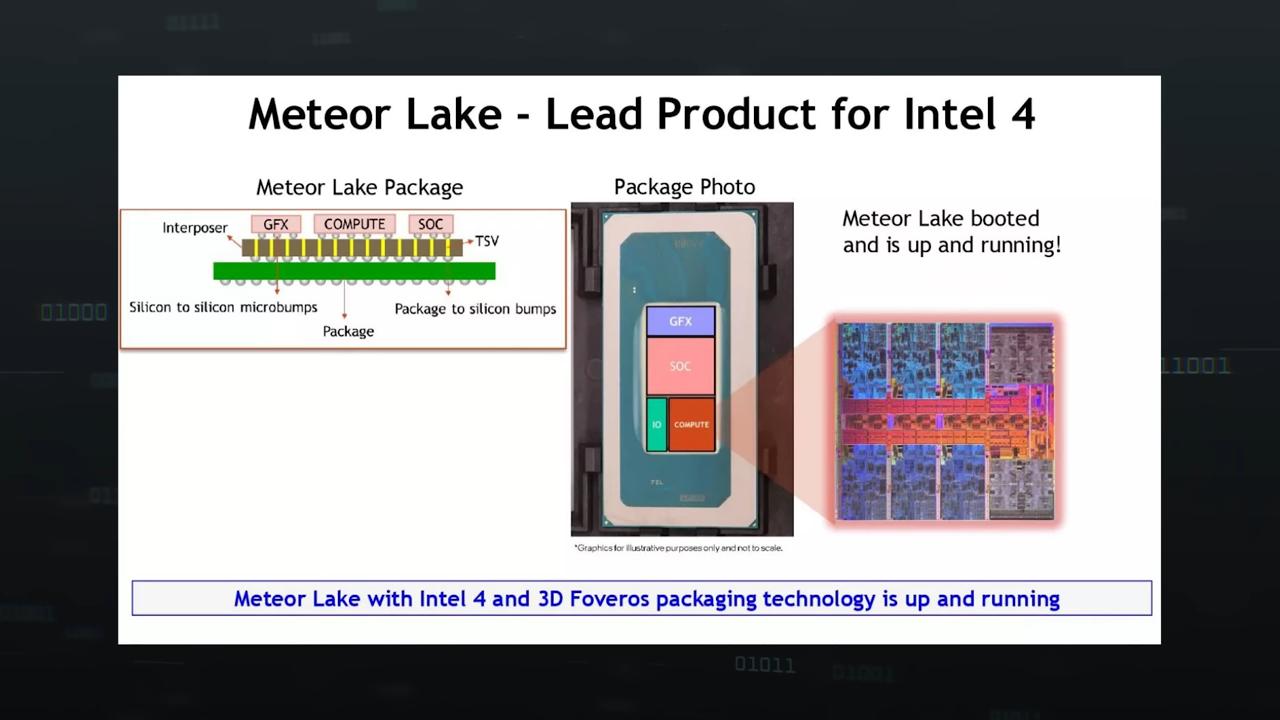 Meteor Lake - Lead Product for Intel 4
Meteor Lake Package
GFX
COMPUTE
SOC
Interposer
TSV
Silicon to silicon microbumps
Package to silicon bumps
Package
Package Photo
GFX
SOC
IO
COMPUTE
*Graphics for illustrative purposes only and not to scale.
Meteor Lake booted
and is up and running!
Meteor Lake with Intel 4 and 3D Foveros packaging technology is up and running
01000
11001
01011